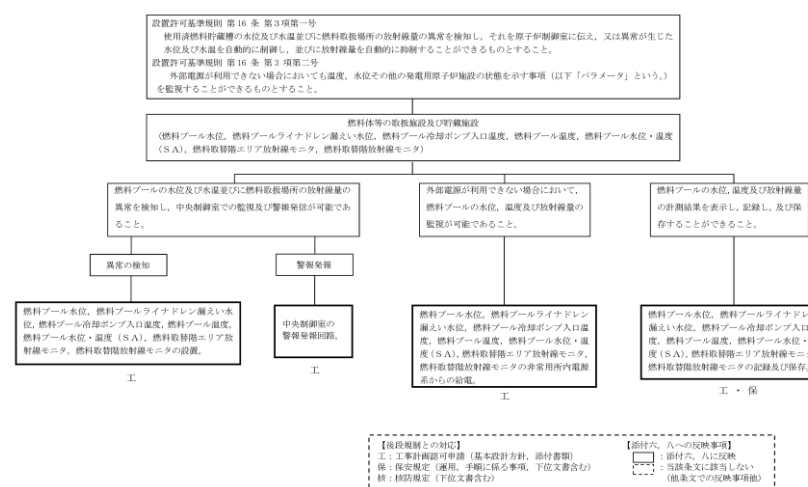 設置許可基準規則 第16 条 第3項第一号
使用済燃料貯蔵槽の水位及び水温並びに燃料取扱場所の放射線量の異常を検知し，それを原子炉制御室に伝え，又は異常が生じた
水位及び水温を自動的に制御し，並びに放射線量を自動的に抑制することができるものとすること。
設置許可基準規則 第16 条 第3 項第二号
外部電源が利用できない場合においても温度，水位その他の発電用原子炉施設の状態を示す事項（以下「パラメータ」という。）
を監視することができるものとすること。
燃料体等の取扱施設及び貯蔵施設
（燃料プール水位，燃料プールライナドレン漏えい水位，燃料プール冷却ポンプ入口温度，燃料プール温度，燃料プール水位・温度
（ＳＡ），燃料取替階エリア放射線モニタ，燃料取替階放射線モニタ）
燃料プールの水位及び水温並びに燃料取扱場所の放射線量の
異常を検知し，中央制御室での監視及び警報発信が可能であ
ること。
外部電源が利用できない場合において，
燃料プールの水位，温度及び放射線量の
監視が可能であること。
燃料プールの水位，温度及び放射線量
の計測結果を表示し，記録し，及び保
存することができること。
異常の検知
警報発報
燃料プール水位，燃料プールライナドレン漏えい水
位，燃料プール冷却ポンプ入口温度，燃料プール温度，
燃料プール水位・温度（ＳＡ），燃料取替階エリア放
射線モニタ，燃料取替階放射線モニタの設置。
工
中央制御室の
警報発報回路。
工
燃料プール水位，燃料プールライナドレン
漏えい水位，燃料プール冷却ポンプ入口温
度，燃料プール温度，燃料プール水位・温
度（ＳＡ），燃料取替階エリア放射線モニタ，
燃料取替階放射線モニタの非常用所内電源
系からの給電。
工
燃料プール水位，燃料プールライナドレ
漏えい水位，燃料プール冷却ポンプ入口
度，燃料プール温度，燃料プール水位・
度（ＳＡ），燃料取替階エリア放射線モニタ，
燃料取替階放射線モニタの記録及び保存。
工 ・ 保
【後段規制との対応】
工：工事計画認可申請（基本設計方針，添付書類）
保：保安規定（運用，手順に係る事項，下位文書含む）
核：核防規定（下位文書含む）
【添付六，八への反映事項】
：添付六，八に反映
：当該条文に該当しない
（他条文での反映事項他）